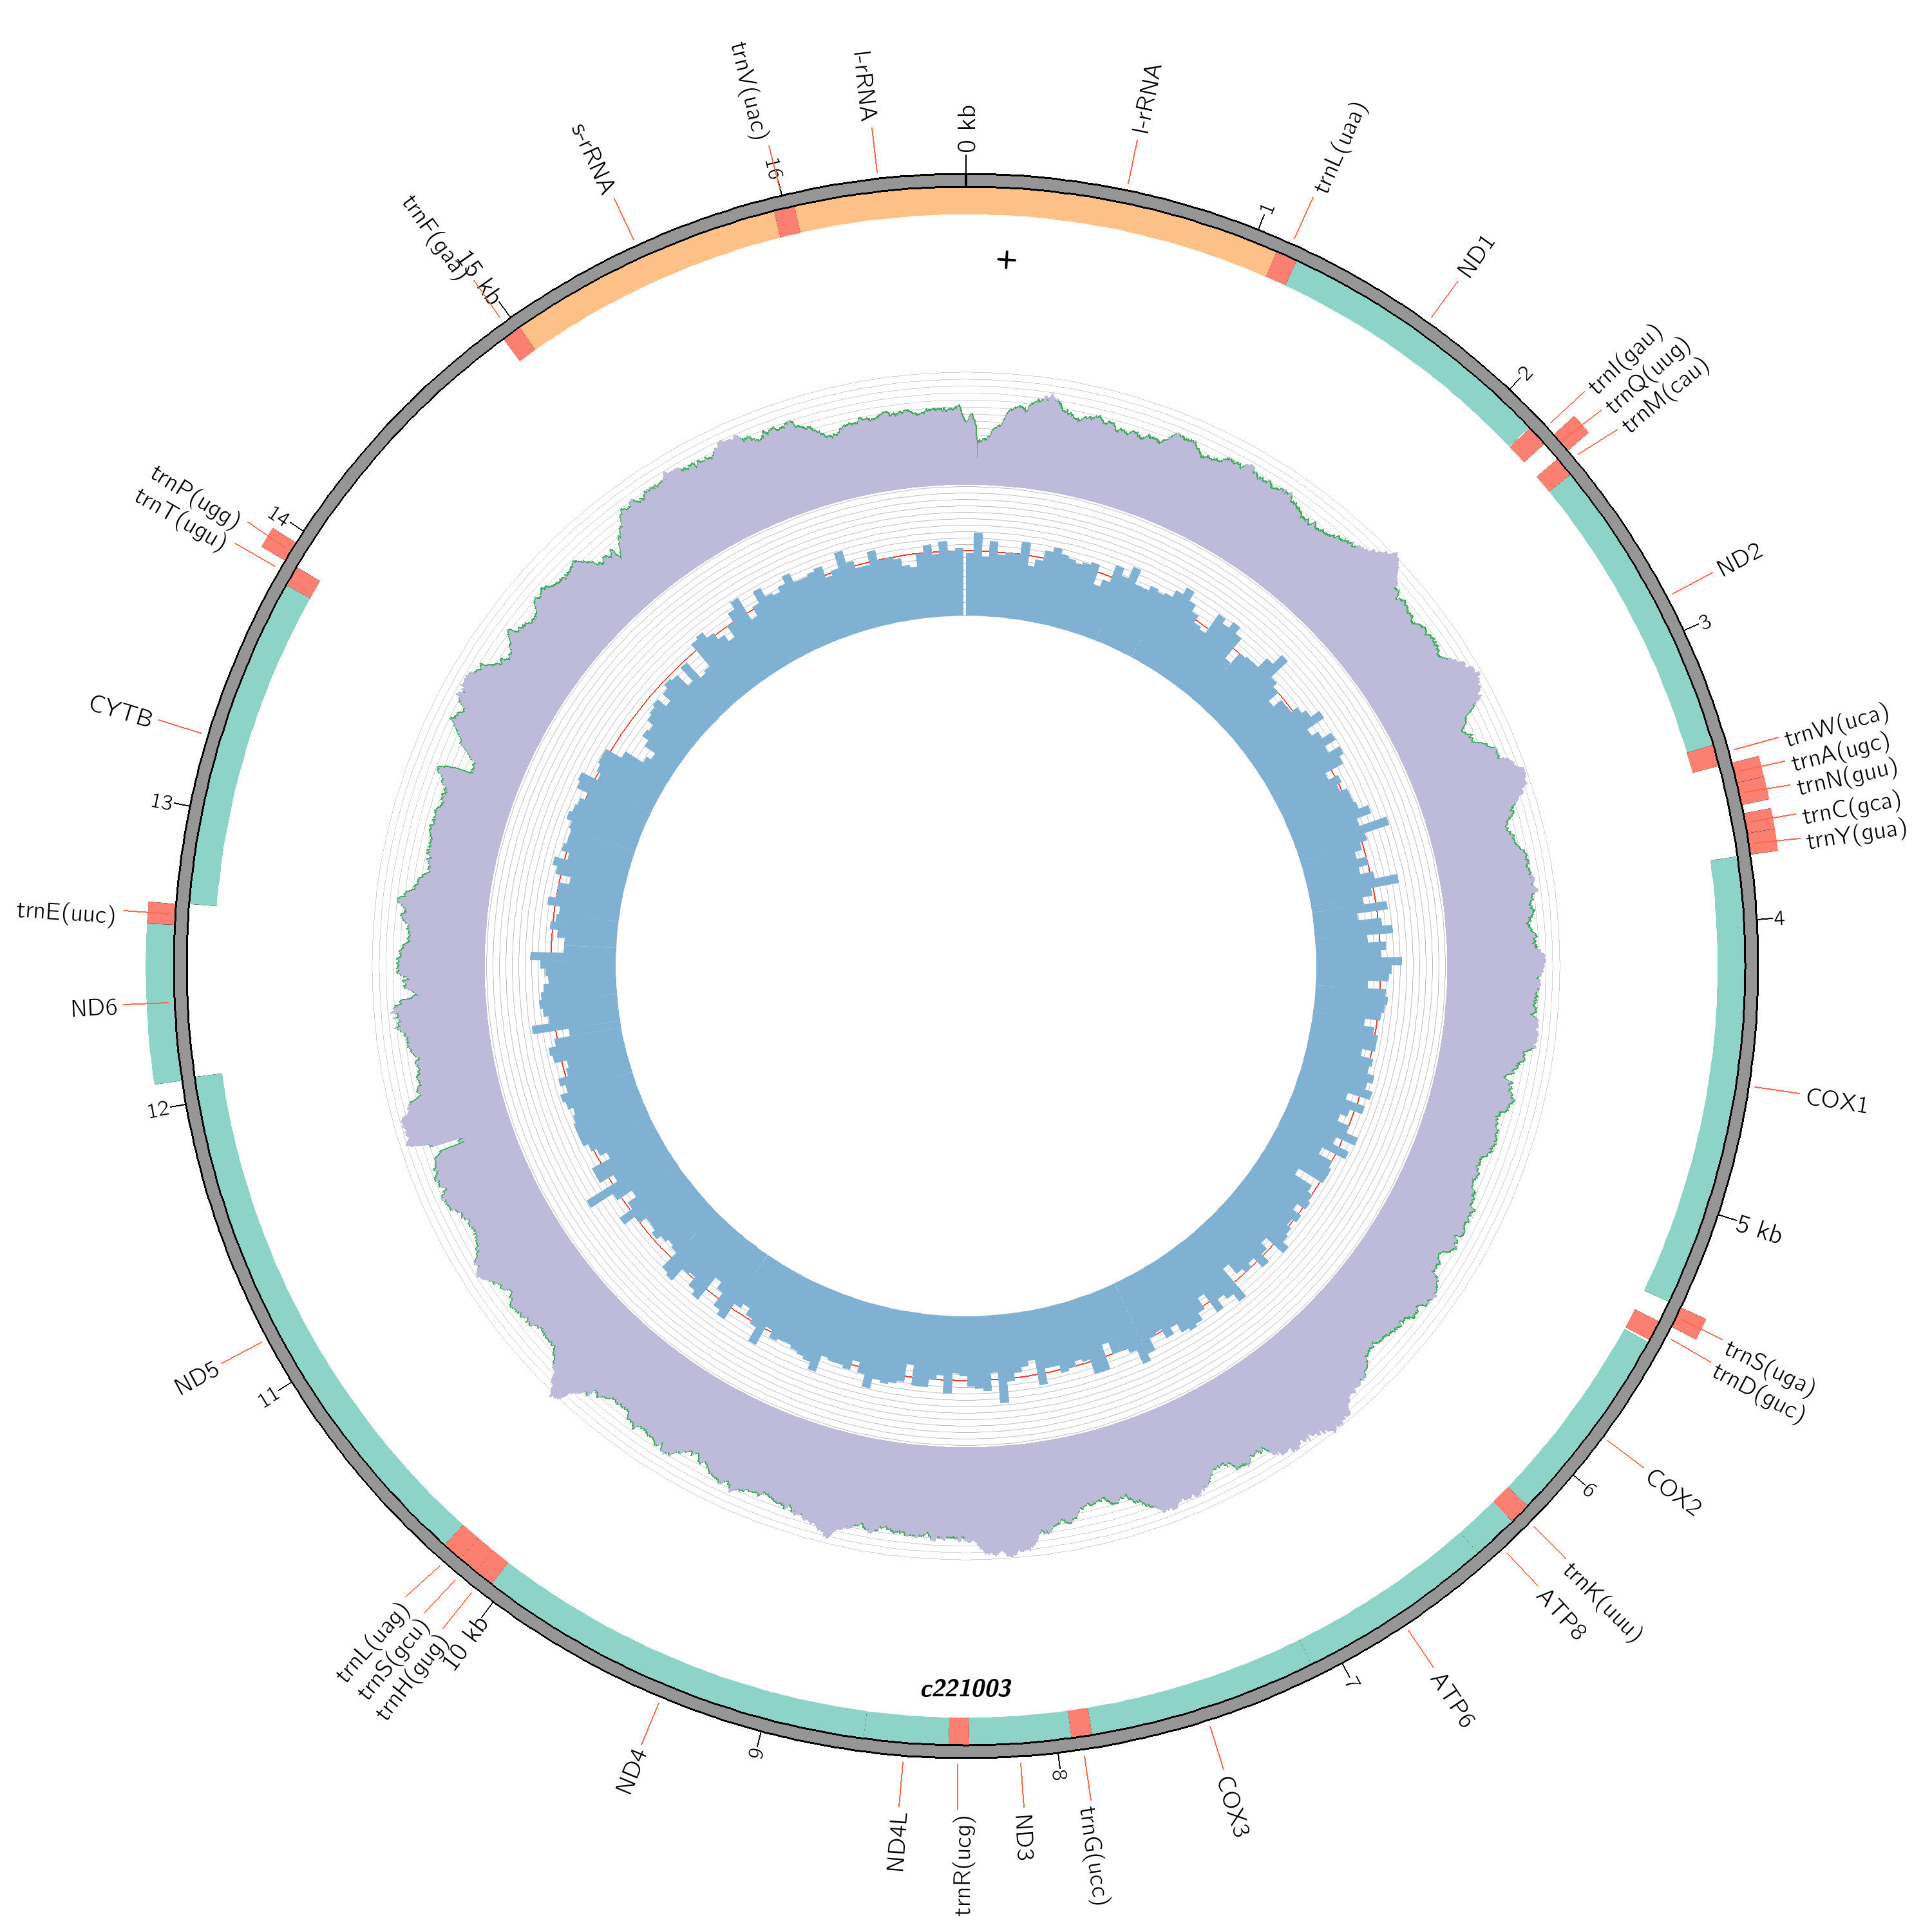 0 kb
l-rRNA
1
trnL(uaa)
ND1
2
trnI(gau)
trnQ(uug)
trnM(cau)
ND2
3
trnW(uca)
trnA(ugc)
trnN(guu)
trnC(gca)
trnY(gua)
4
COX1
5 kb
trnS(uga)
trnD(guc)
COX2
6
trnK(uuu)
ATP8
ATP6
7
COX3
trnG(ucc)
8
ND3
trnR(ucg)
ND4L
9
ND4
10 kb
trnH(gug)
trnS(gcu)
trnL(uag)
11
ND5
12
ND6
trnE(uuc)
13
CYTB
trnT(ugu)
trnP(ugg)
14
15 kb
trnF(gaa)
s-rRNA
16
trnV(uac)
l-rRNA
+
c221003